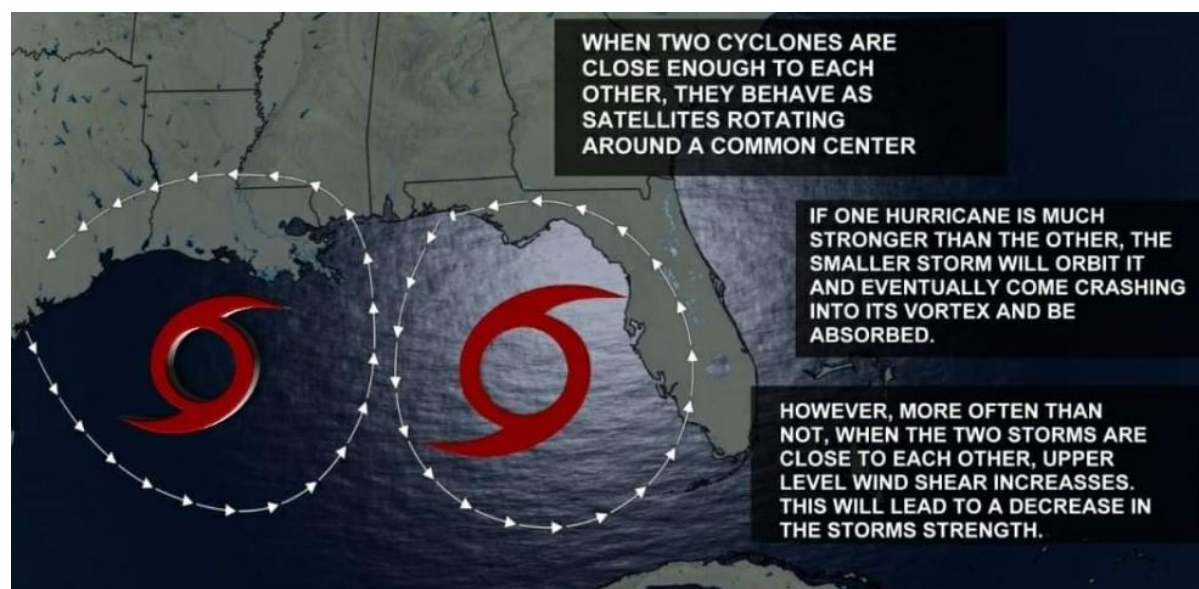 WHEN TWO CYCLONES ARE
CLOSE ENOUGH TO EACH
OTHER, THEY BEHAVE AS
SATELLITES ROTATING
AROUND A COMMON CENTER
IF ONE HURRICANE IS MUCH
STRONGER THAN THE OTHER, THE
SMALLER STORM WILL ORBIT IT
AND EVENTUALLY COME CRASHING
INTO ITS VORTEX AND BE
ABSORBED.
HOWEVER, MORE OFTEN THAN
NOT, WHEN THE TWO STORMS ARE
CLOSE TO EACH OTHER, UPPER
LEVEL WIND SHEAR INCREASSES.
THIS WILL LEAD TO A DECREASE IN
THE STORMS STRENGTH.